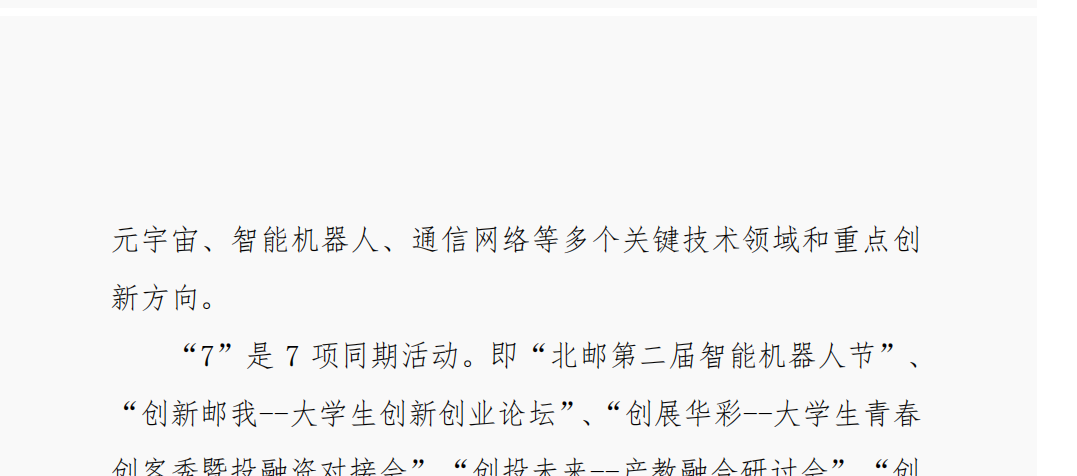 元宇宙、智能机器人、通信网络等多个关键技术领域和重点创
新方向。
“7”是 7 项同期活动。即“北邮第二届智能机器人节”、
“创新邮我--大学生创新创业论坛”、“创展华彩--大学生青春
创客秀暨投融资对接会”、“创投未来--产教融合研讨会”、“创